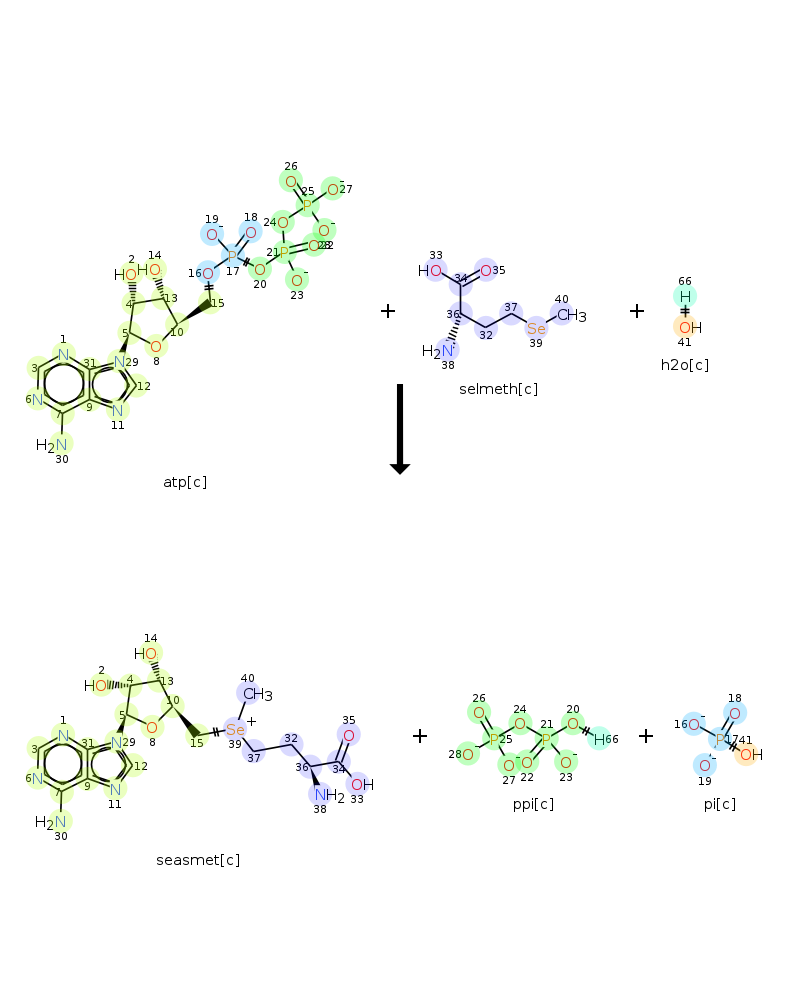 26
25
O
O⁻
27
P
19
18
24
O
O⁻
O⁻
O
21
P
O
28
22
2
14
HO
HO
16
O
P
17
O
20
O⁻
23
4
13
15
5
10
O
8
1
N
3
31
N
29
12
6
N
7
9
N
11
H₂N
30
atp[c]
+
33
HO
34
O
35
36
37
40
CH3
32
Se
39
H₂N
38
selmeth[c]
+
66
H
OH
41
h2o[c]
14
HO
2
HO
4
13
10
5
O
8
15
40
CH3
Se
+
39
37
32
36
35
O
34
OH
33
NH2
38
1
N
3
31
N
29
12
6
N
7
9
N
11
H₂N
30
seasmet[c]
+
26
O
24
O
21
20
O
H
66
P
25
P
28
O⁻
O⁻
27
O
22
O⁻
23
ppi[c]
+
18
16
O⁻
O
P
17
41
OH
O⁻
19
pi[c]